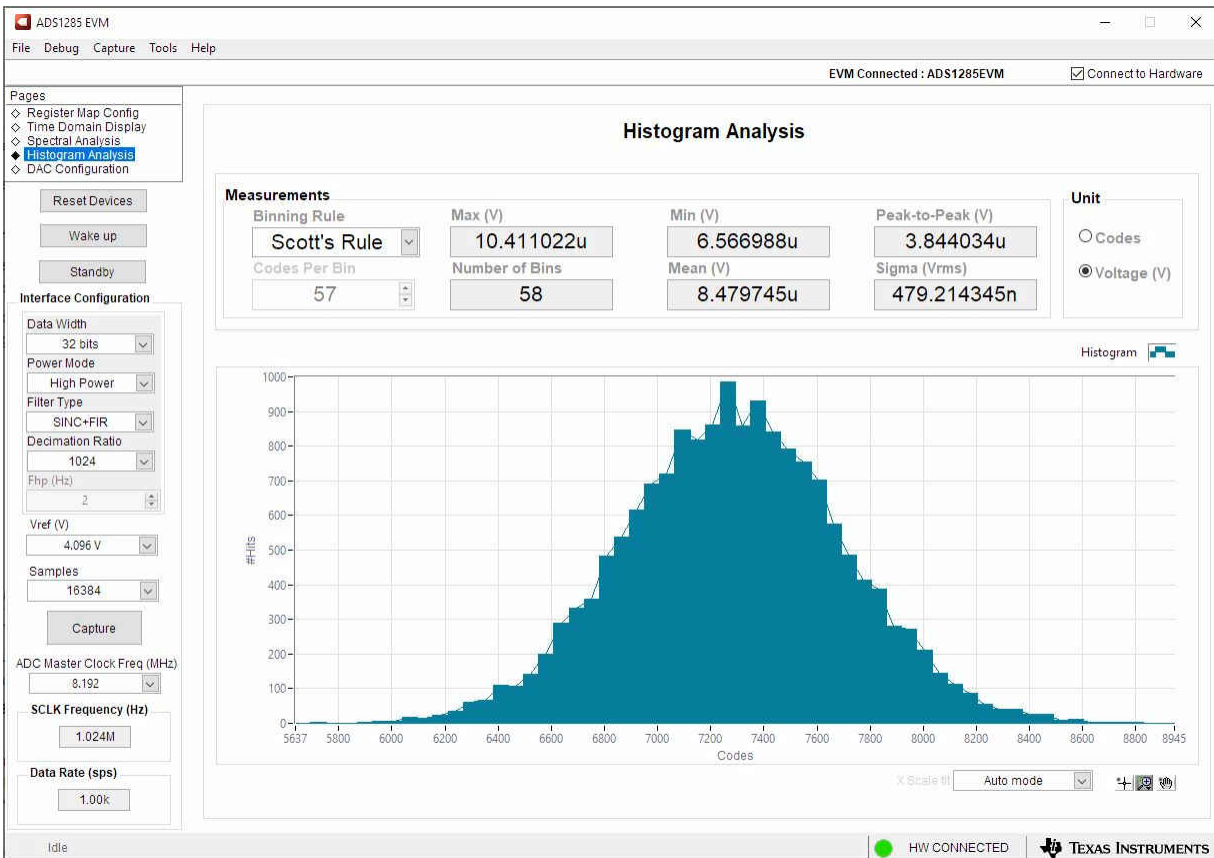 ADS1285 EVM
File Debug Capture Tools Help
EVM Connected : ADS1285EVM Connect to Hardware
Pages
Register Map Config
Time Domain Display
Spectral Analysis
Histogram Analysis
DAC Configuration
Reset Devices
Wake up
Standby
Interface Configuration
Data Width
32 bits
Power Mode
High Power
Filter Type
SINC+FIR
Decimation Ratio
1024
Fhp (Hz)
2
Vref (V)
4.096 V
Samples
16384
Capture
ADC Master Clock Freq (MHz)
8.192
SCLK Frequency (Hz)
1.024M
Data Rate (sps)
1.00k
Histogram Analysis
Measurements
Binning Rule Max (V) Min (V) Peak-to-Peak (V)
Scott's Rule 10.411022u 6.566988u 3.844034u
Codes Per Bin Number of Bins Mean (V) Sigma (Vrms)
57 58 8.479745u 479.214345n
Unit
Codes
Voltage (V)
Histogram
1000
900
800
700
600
500
400
300
200
100
0
#Hits
5637 5800 6000 6200 6400 6600 6800 7000 7200 7400 7600 7800 8000 8200 8400 8600 8800 8945
Codes
X Scale fit Auto mode
Idle HW CONNECTED TEXAS INSTRUMENTS